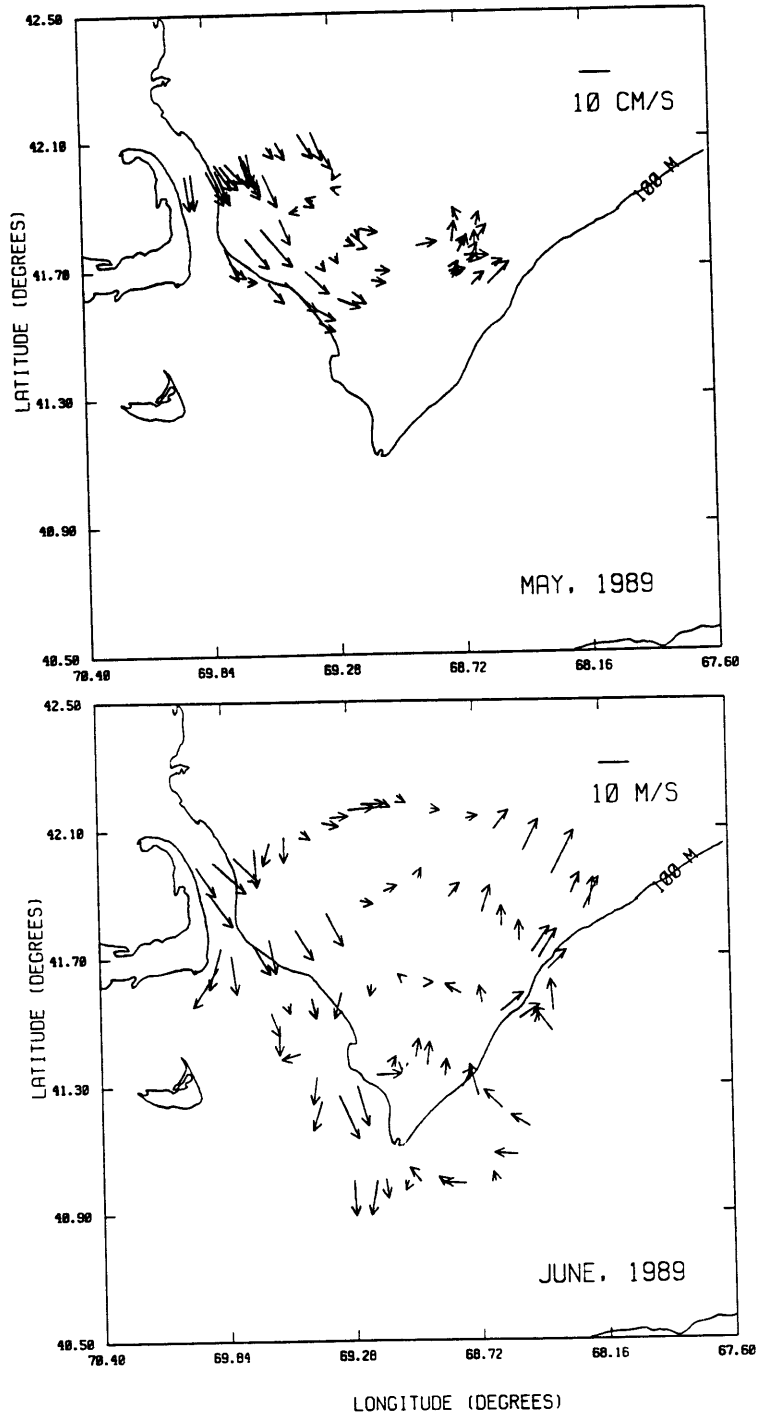 42.50
10 CM/S
42.10
100 M
41.70
LATITUDE (DEGREES)
41.30
40.90
MAY, 1989
40.50
70.40 69.84 69.28 68.72 68.16 67.60
42.50
10 M/S
42.10
100 M
41.70
LATITUDE (DEGREES)
41.30
40.90
JUNE, 1989
40.50
70.40 69.84 69.28 68.72 68.16 67.60
LONGITUDE (DEGREES)